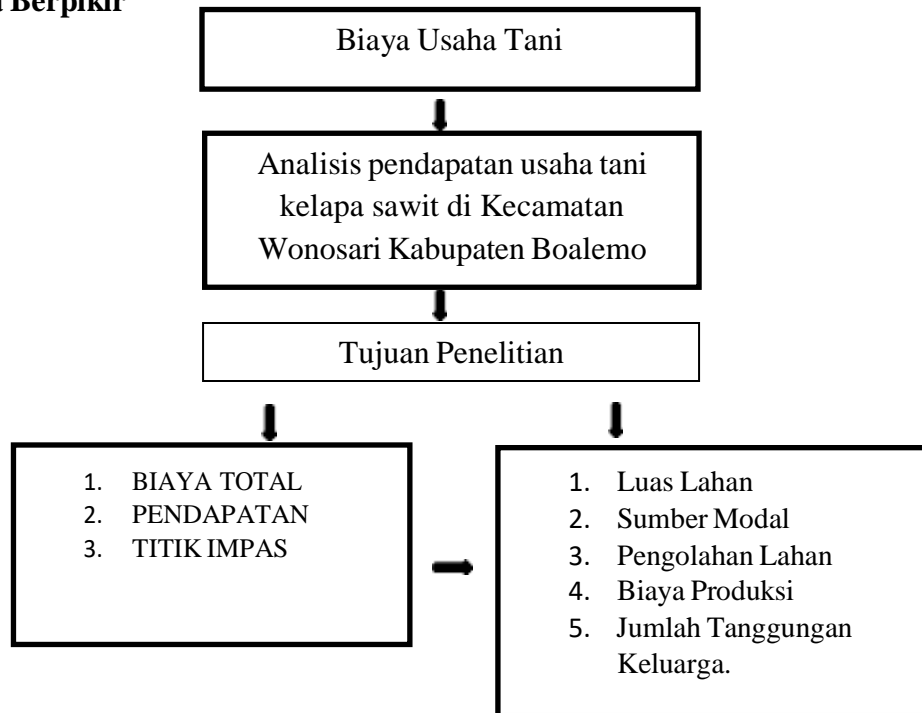 Berpikir
Biaya Usaha Tani
Analisis pendapatan usaha tani
kelapa sawit di Kecamatan
Wonosari Kabupaten Boalemo
Tujuan Penelitian
1. BIAYA TOTAL
2. PENDAPATAN
3. TITIK IMPAS
1. Luas Lahan
2. Sumber Modal
3. Pengolahan Lahan
4. Biaya Produksi
5. Jumlah Tanggungan
Keluarga.